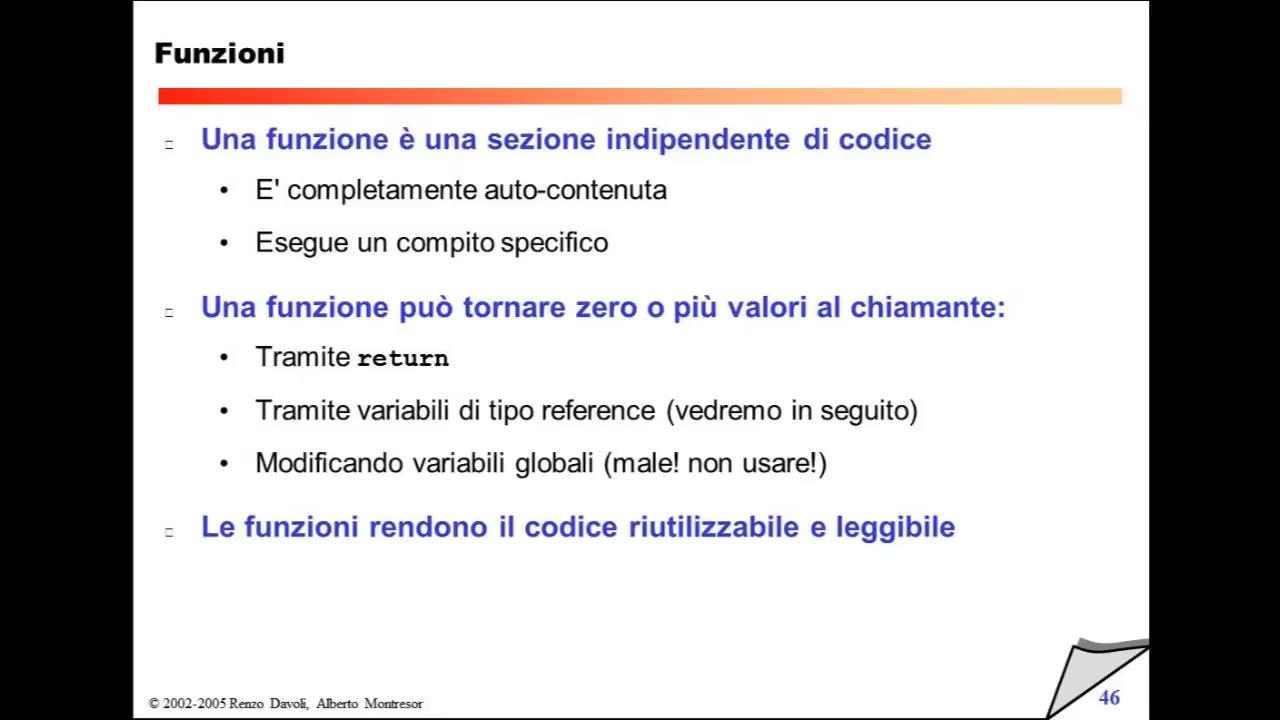 Funzioni
Una funzione è una sezione indipendente di codice
• E' completamente auto-contenuta
• Esegue un compito specifico
Una funzione può tornare zero o più valori al chiamante:
• Tramite return
• Tramite variabili di tipo reference (vedremo in seguito)
• Modificando variabili globali (male! non usare!)
Le funzioni rendono il codice riutilizzabile e leggibile
© 2002-2005 Renzo Davoli, Alberto Montresor
46